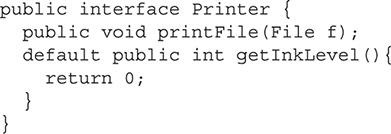 public interface Printer {
  public void printFile(File f);
  default public int getInkLevel(){
    return 0;
  }
}